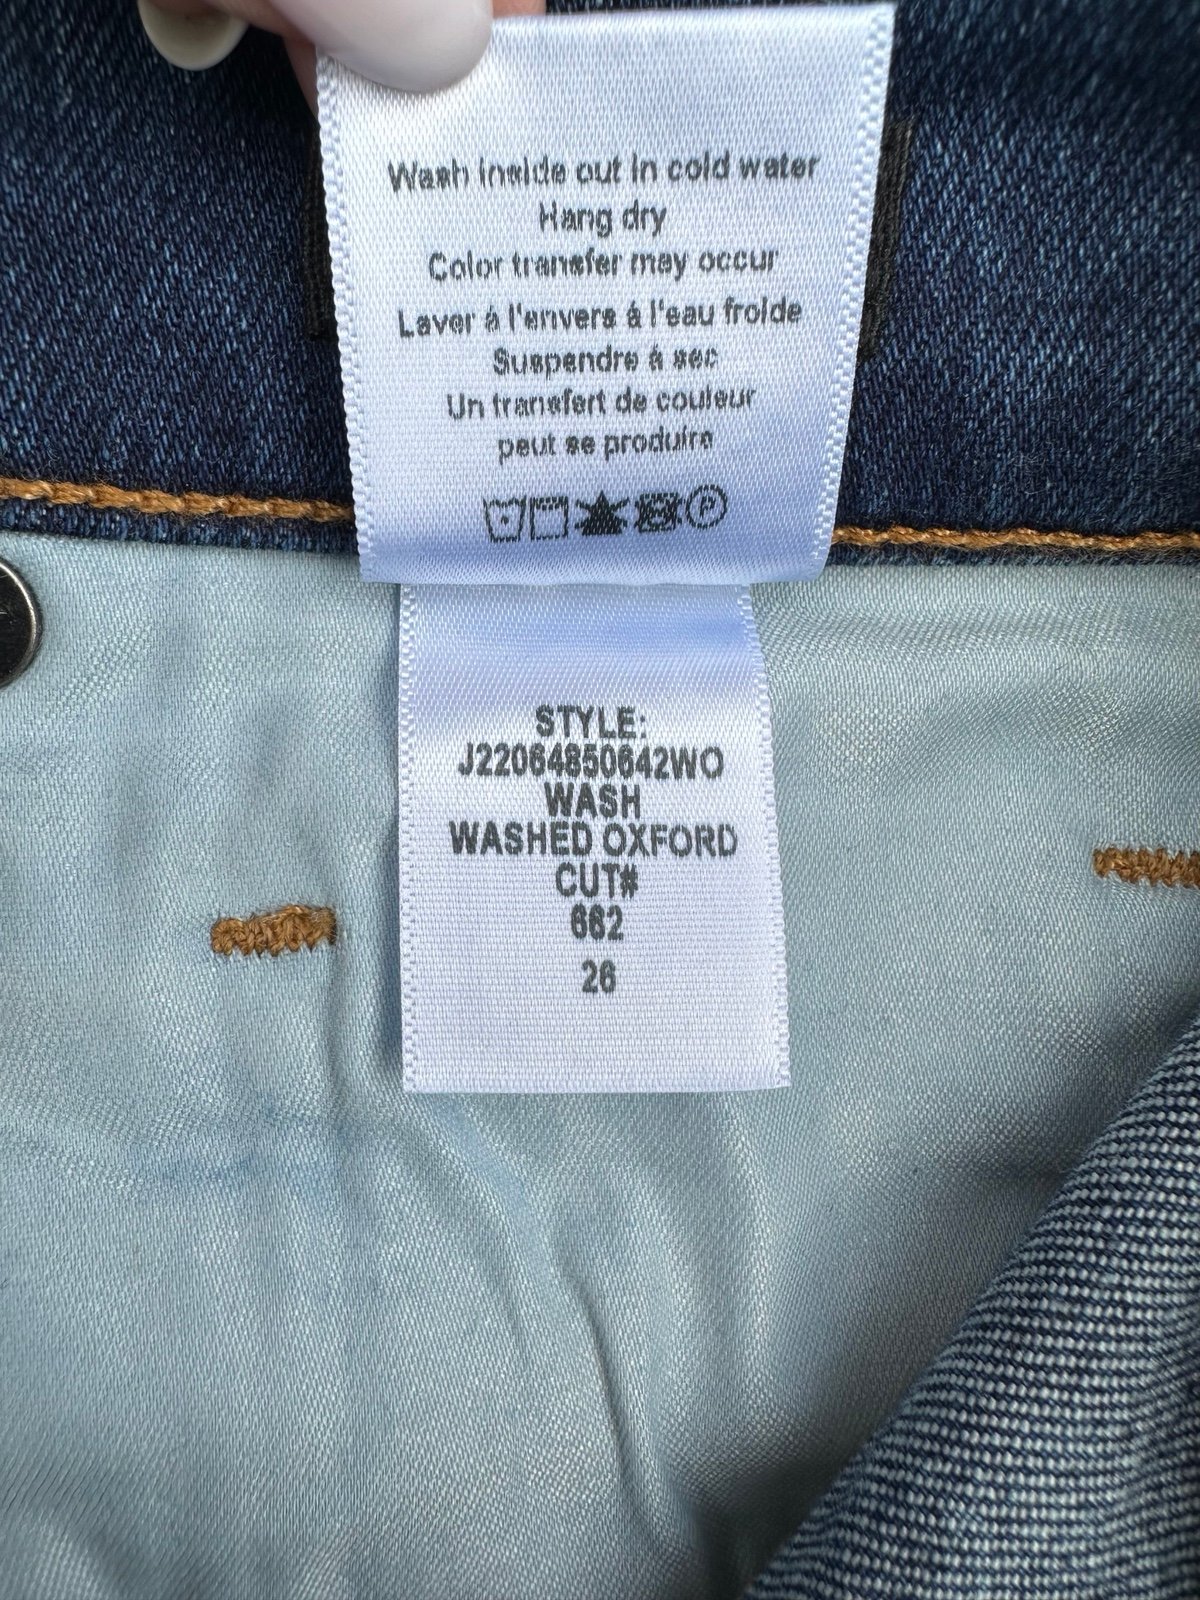 Wash inside out in cold water
Hang dry
Color transfer may occur
Laver à l'envers à l'eau froide
Suspendre à sec
Un transfert de couleur
peut se produire
P
STYLE:
J22064850642WO
WASH
WASHED OXFORD
CUT#
662
26